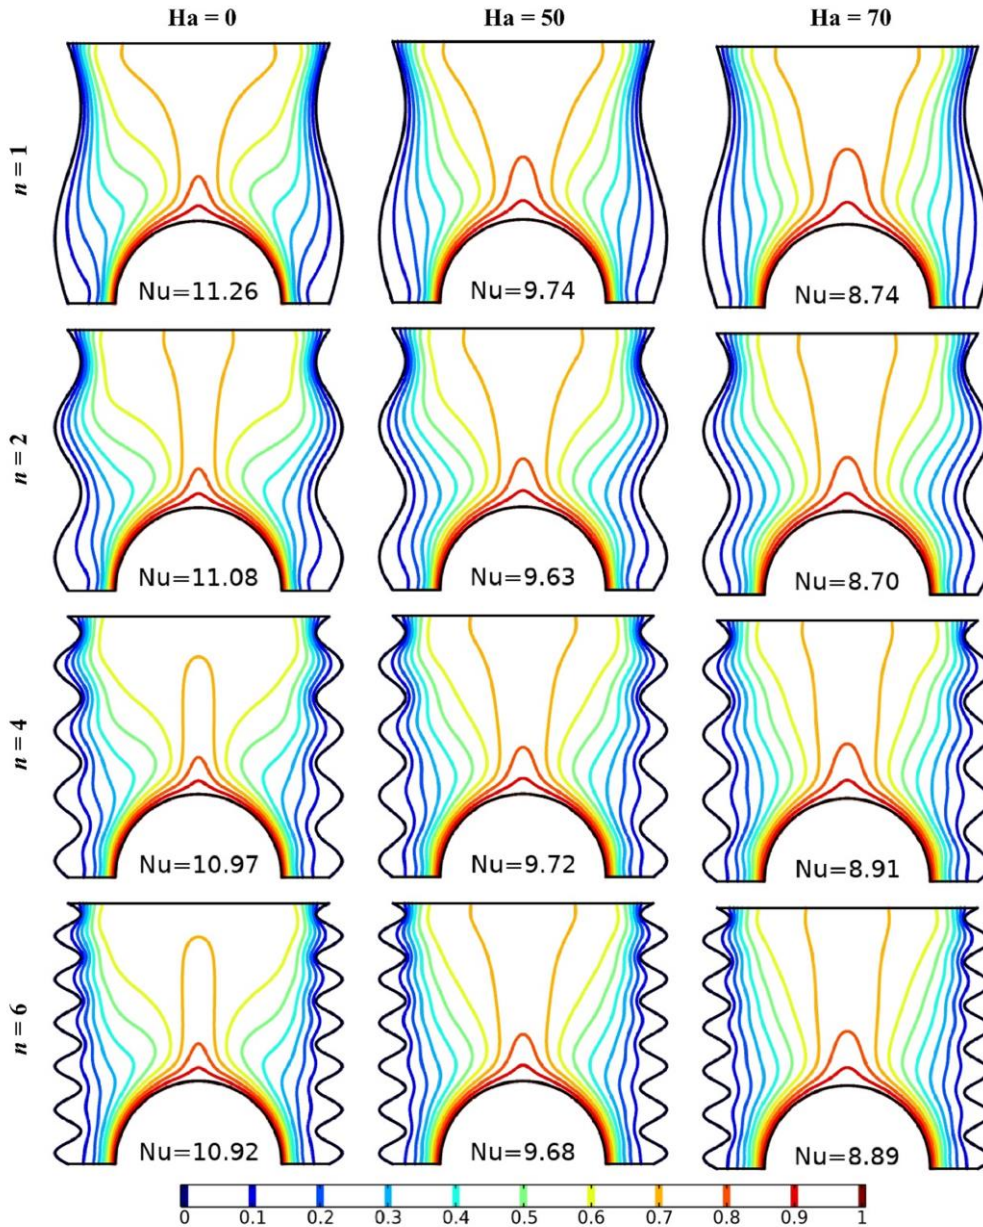 Ha = 0 Ha = 50 Ha = 70
n = 1
Nu=11.26 Nu=9.74 Nu=8.74
n = 2
Nu=11.08 Nu=9.63 Nu=8.70
n = 4
Nu=10.97 Nu=9.72 Nu=8.91
n = 6
Nu=10.92 Nu=9.68 Nu=8.89
0 0.1 0.2 0.3 0.4 0.5 0.6 0.7 0.8 0.9 1